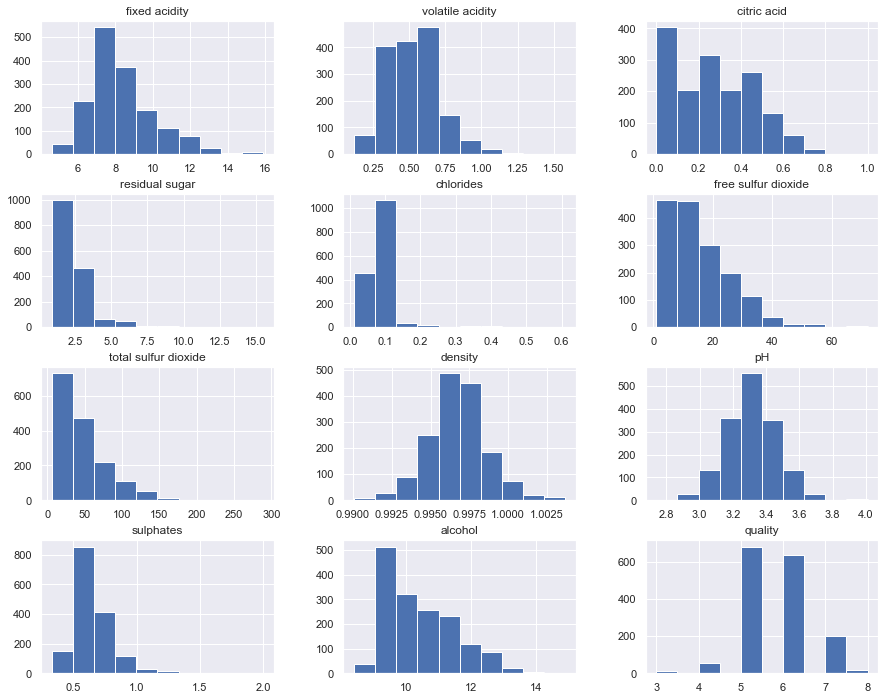 fixed acidity volatile acidity citric acid
500 400 300 200 100 0
6 8 10 12 14 16
400 300 200 100 0
0.25 0.50 0.75 1.00 1.25 1.50
400 300 200 100 0
0.0 0.2 0.4 0.6 0.8 1.0
residual sugar chlorides free sulfur dioxide
1000 800 600 400 200 0
2.5 5.0 7.5 10.0 12.5 15.0
1000 800 600 400 200 0
0.0 0.1 0.2 0.3 0.4 0.5 0.6
400 300 200 100 0
0 20 40 60
total sulfur dioxide density pH
600 400 200 0
0 50 100 150 200 250 300
500 400 300 200 100 0
0.9900 0.9925 0.9950 0.9975 1.0000 1.0025
500 400 300 200 100 0
2.8 3.0 3.2 3.4 3.6 3.8 4.0
sulphates alcohol quality
800 600 400 200 0
0.5 1.0 1.5 2.0
500 400 300 200 100 0
10 12 14
600 400 200 0
3 4 5 6 7 8